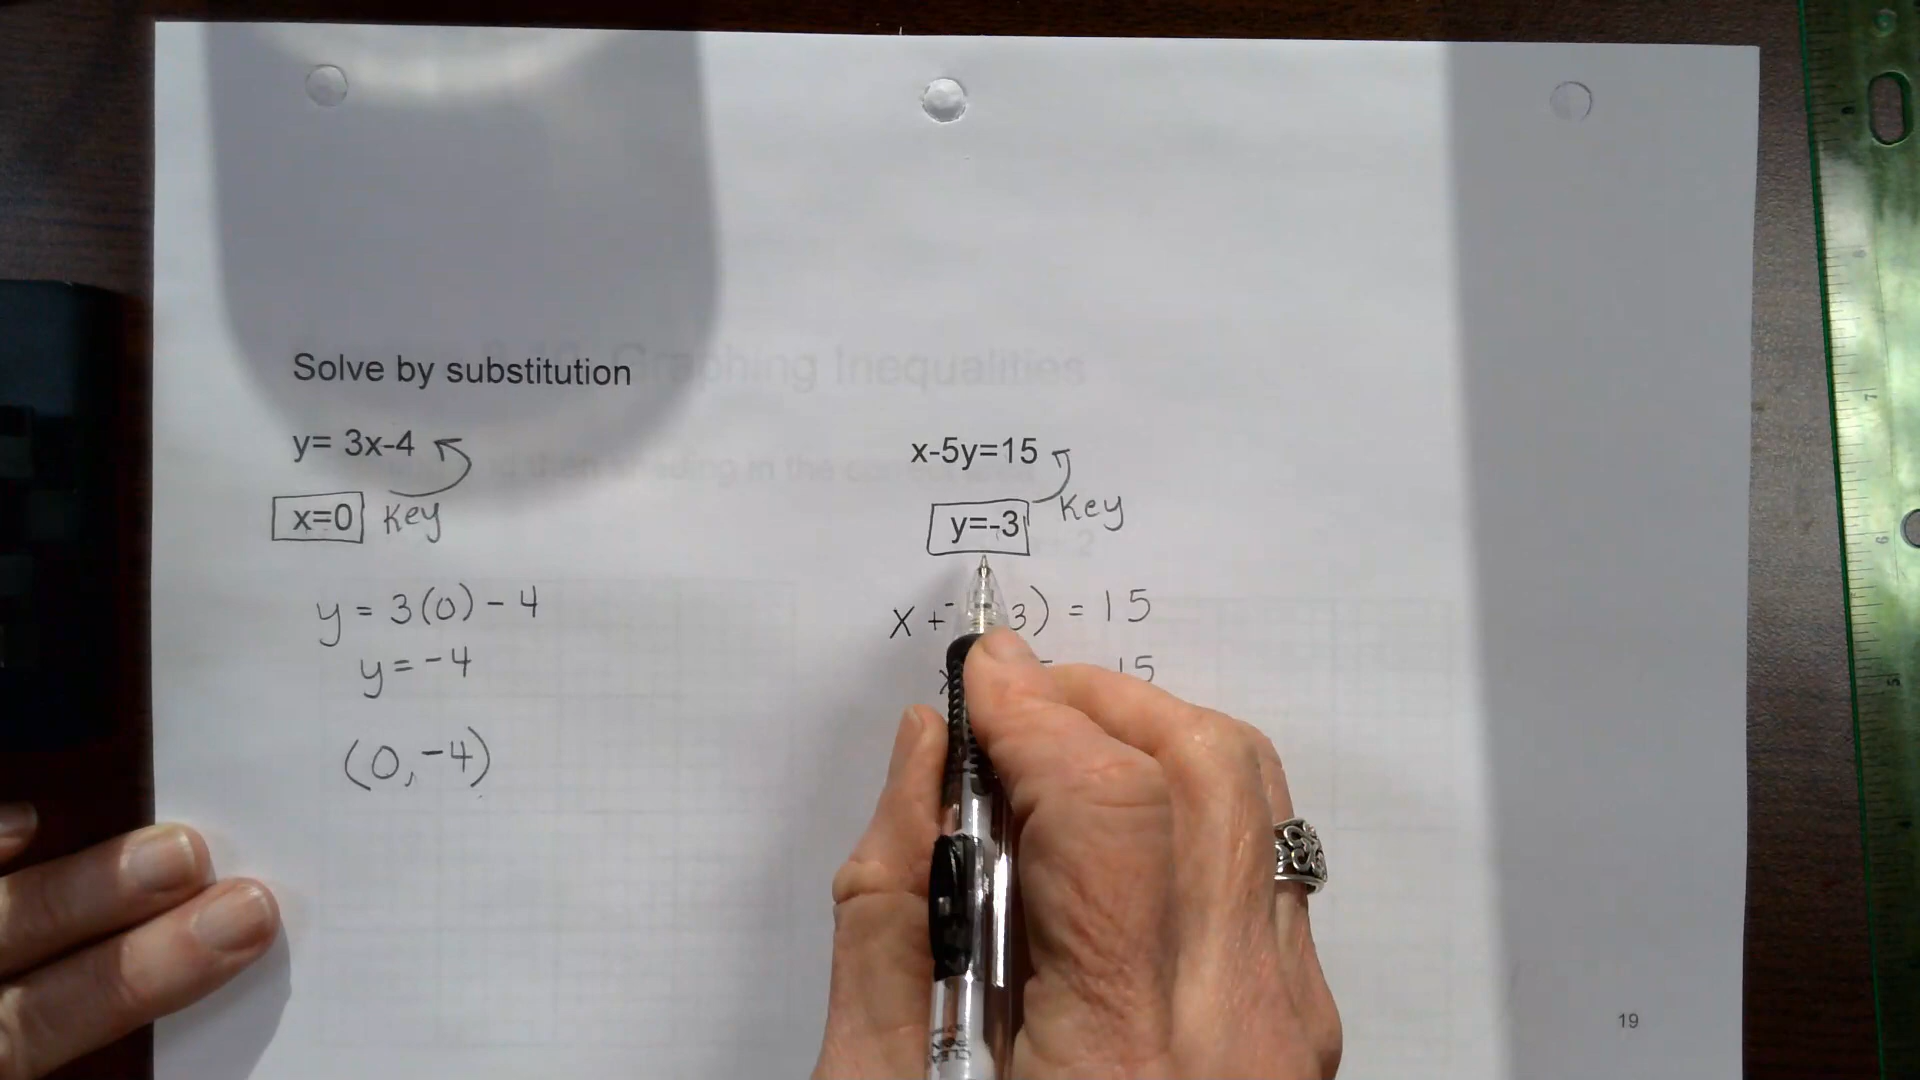 Solve by substitution
y= 3x-4
x=0 Key
y = 3(0) - 4
y = -4
(0, -4)
x-5y=15
y=-3 Key
x + - 3) = 15
15
19